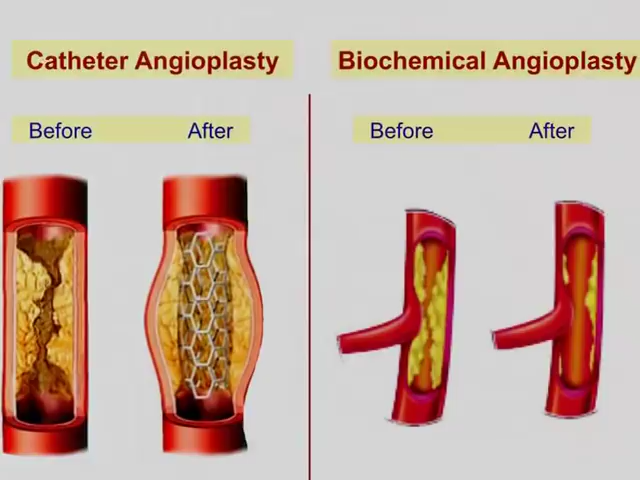 Catheter Angioplasty
Biochemical Angioplasty
Before After
Before After